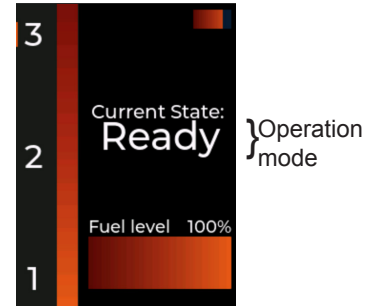 3
Current State:
Ready
}Operation
mode
2
Fuel level 100%
1